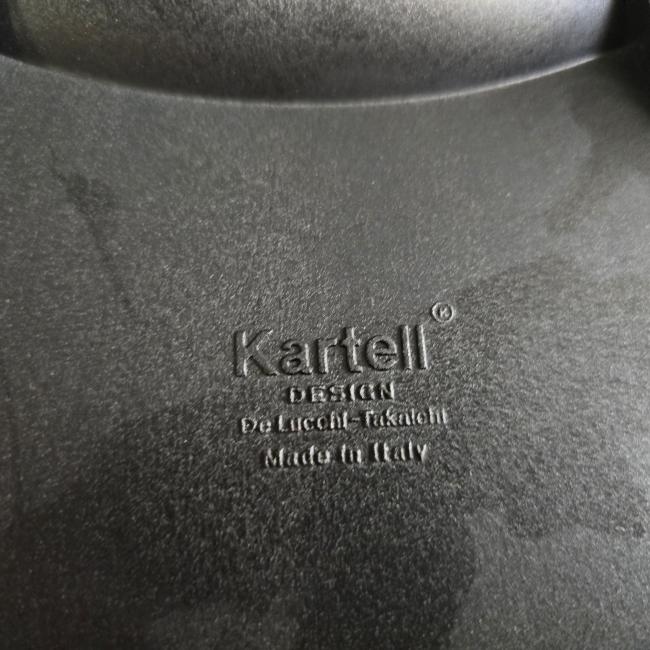 Kartell®
DESIGN
De Lucchi-Takaichi
Made in Italy